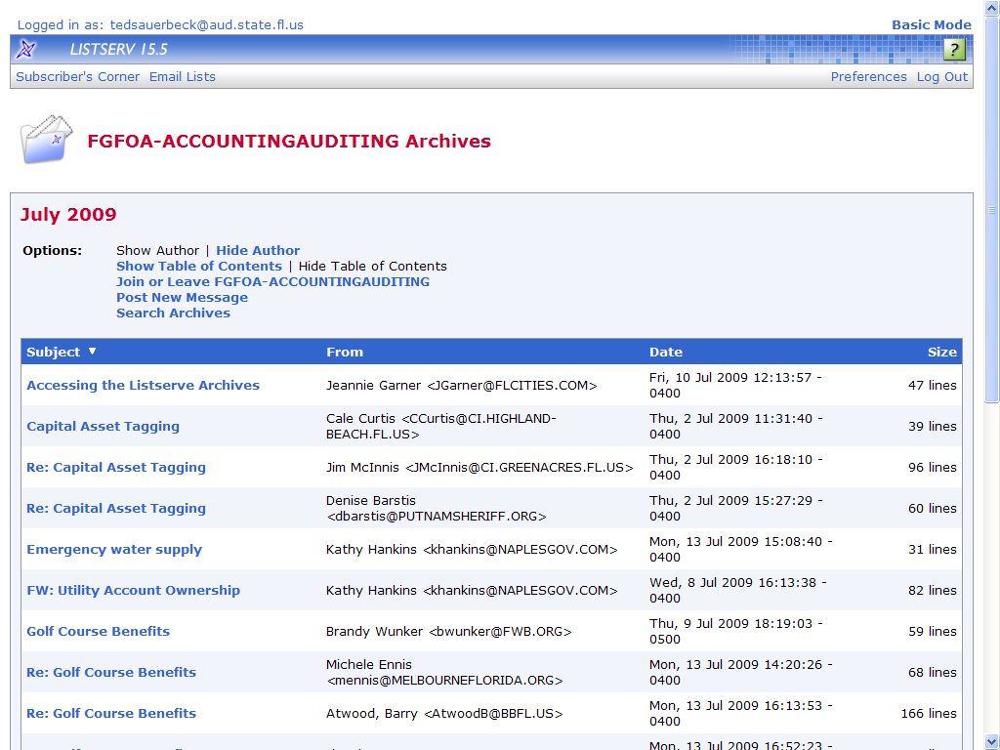 Logged in as: tedsauerbeck@aud.state.fl.us Basic Mode
LISTSERV 15.5 ?
Subscriber's Corner Email Lists Preferences Log Out
FGFOA-ACCOUNTINGAUDITING Archives
July 2009
Options: Show Author | Hide Author
Show Table of Contents | Hide Table of Contents
Join or Leave FGFOA-ACCOUNTINGAUDITING
Post New Message
Search Archives
Subject From Date Size
Accessing the Listserve Archives Jeannie Garner <JGarner@FLCITIES.COM> Fri, 10 Jul 2009 12:13:57 -
0400 47 lines
Capital Asset Tagging Cale Curtis <CCurtis@CI.HIGHLAND-
BEACH.FL.US> Thu, 2 Jul 2009 11:31:40 -
0400 39 lines
Re: Capital Asset Tagging Jim McInnis <JMcInnis@CI.GREENACRES.FL.US> Thu, 2 Jul 2009 16:18:10 -
0400 96 lines
Re: Capital Asset Tagging Denise Barstis
<dbarstis@PUTNAMSHERIFF.ORG> Thu, 2 Jul 2009 15:27:29 -
0400 60 lines
Emergency water supply Kathy Hankins <khankins@NAPLESGOV.COM> Mon, 13 Jul 2009 15:08:40 -
0400 31 lines
FW: Utility Account Ownership Kathy Hankins <khankins@NAPLESGOV.COM> Wed, 8 Jul 2009 16:13:38 -
0400 82 lines
Golf Course Benefits Brandy Wunker <bwunker@FWB.ORG> Thu, 9 Jul 2009 18:19:03 -
0500 59 lines
Re: Golf Course Benefits Michele Ennis
<mennis@MELBOURNEFLORIDA.ORG> Mon, 13 Jul 2009 14:20:26 -
0400 68 lines
Re: Golf Course Benefits Atwood, Barry <AtwoodB@BBFL.US> Mon, 13 Jul 2009 16:13:53 -
0400 166 lines
Mon, 13 Jul 2009 16:52:23 -